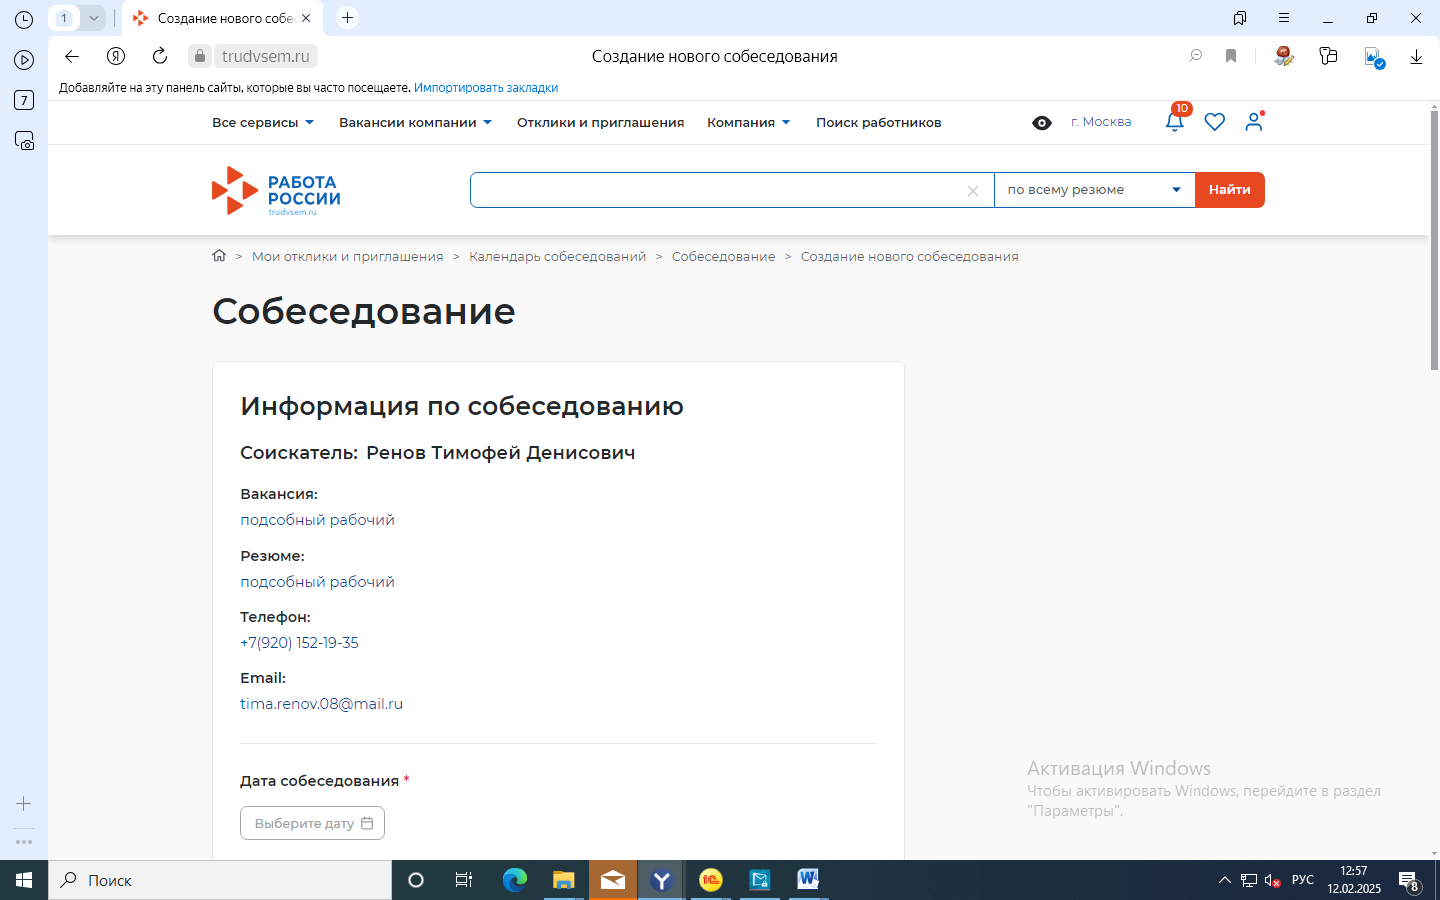 1
Создание нового собес
trudvsem.ru
Создание нового собеседования
Добавляйте на эту панель сайты, которые вы часто посещаете. Импортировать закладки
7
Все сервисы
Вакансии компании
Отклики и приглашения
Компания
Поиск работников
г. Москва
10
РАБОТА
РОССИИ
trudvsem.ru
по всему резюме
Найти
> Мои отклики и приглашения > Календарь собеседований > Собеседование > Создание нового собеседования
Собеседование
Информация по собеседованию
Соискатель: Ренов Тимофей Денисович
Вакансия:
подсобный рабочий
Резюме:
подсобный рабочий
Телефон:
+7(920) 152-19-35
Email:
tima.renov.08@mail.ru
Дата собеседования *
Выберите дату
Активация Windows
Чтобы активировать Windows, перейдите в раздел
"Параметры".
Поиск
РУС
12:57
12.02.2025
8